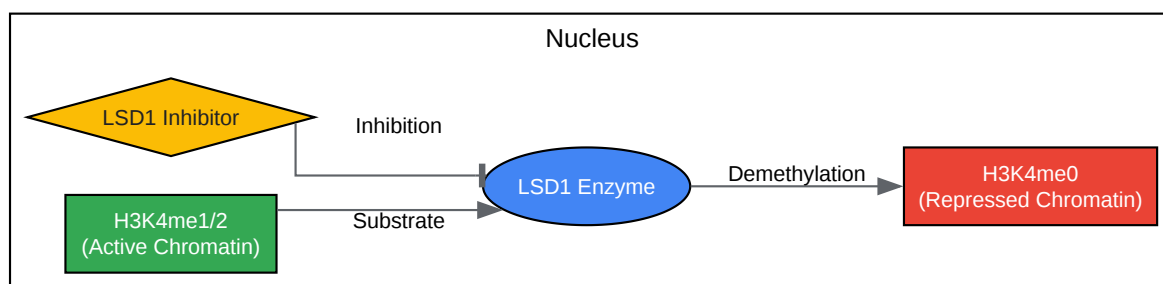 Nucleus
LSD1 Inhibitor
Inhibition
LSD1 Enzyme
Demethylation
H3K4me0
(Repressed Chromatin)
H3K4me1/2
(Active Chromatin)
Substrate